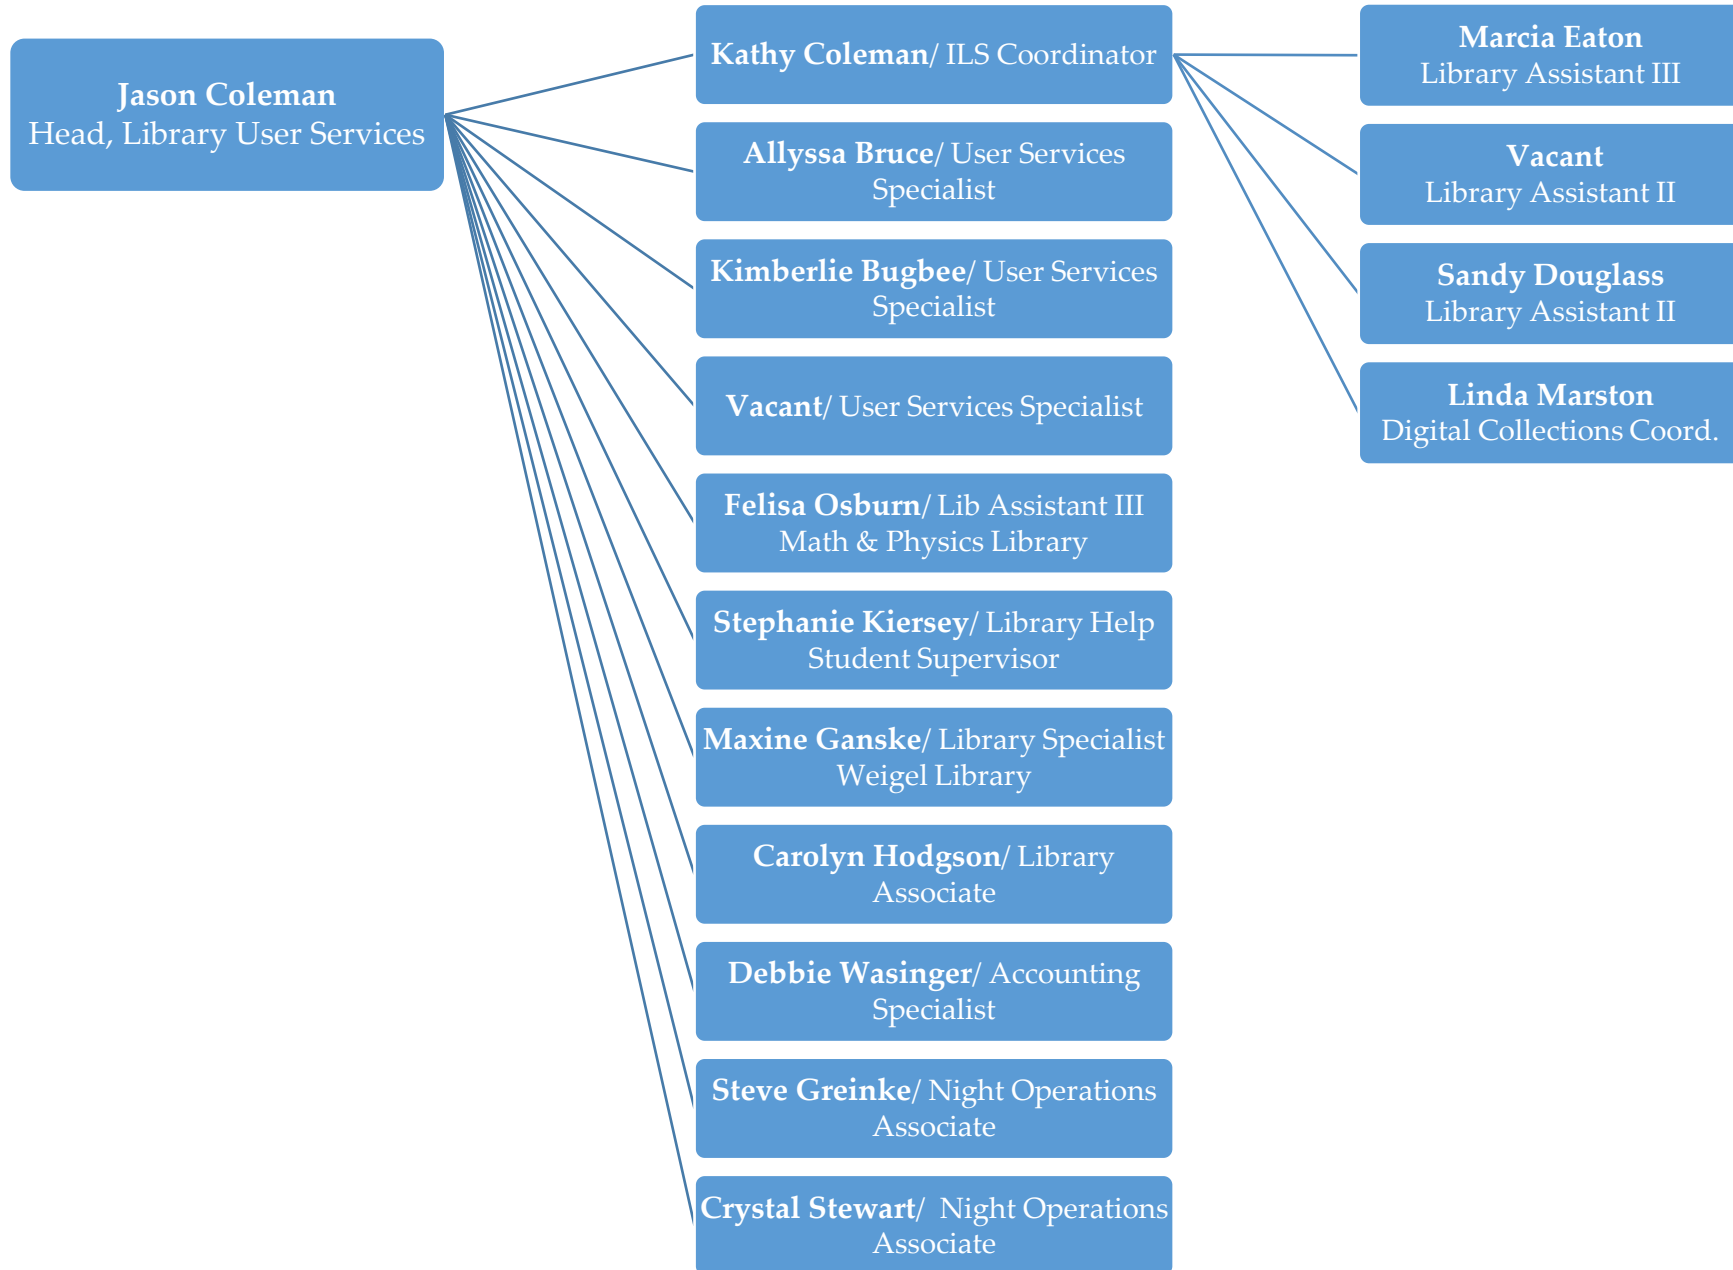 Jason Coleman
Head, Library User Services
Kathy Coleman/ ILS Coordinator
Allyssa Bruce/ User Services
Specialist
Kimberlie Bugbee/ User Services
Specialist
Vacant/ User Services Specialist
Felisa Osburn/ Lib Assistant III
Math & Physics Library
Stephanie Kiersey/ Library Help
Student Supervisor
Maxine Ganske/ Library Specialist
Weigel Library
Carolyn Hodgson/ Library
Associate
Debbie Wasinger/ Accounting
Specialist
Steve Greinke/ Night Operations
Associate
Crystal Stewart/ Night Operations
Associate
Marcia Eaton
Library Assistant III
Vacant
Library Assistant II
Sandy Douglass
Library Assistant II
Linda Marston
Digital Collections Coord.